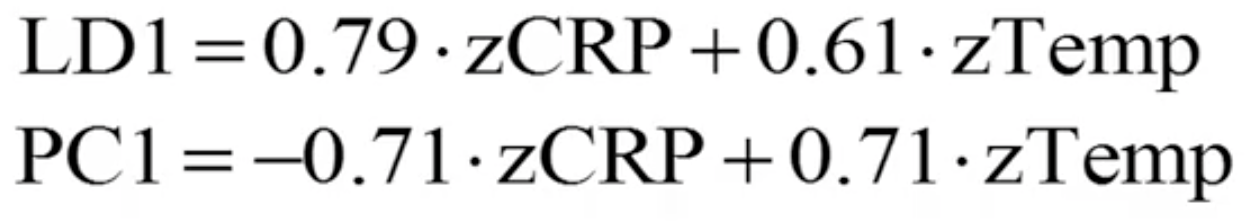 LD1 = 0.79 · zCRP + 0.61 · zTemp
PC1 = −0.71 · zCRP + 0.71 · zTemp